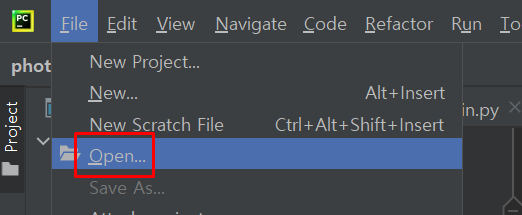 PC File Edit View Navigate Code Refactor Run To
phot
New Project...
New... Alt+Insert
in.py
New Scratch File Ctrl+Alt+Shift+Insert
Project
Open...
Save As...